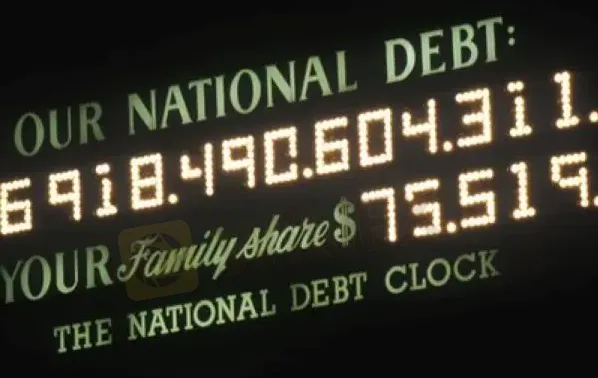 OUR NATIONAL DEBT:
6918.490.604.311.
YOUR Family share $75.519.
THE NATIONAL DEBT CLOCK